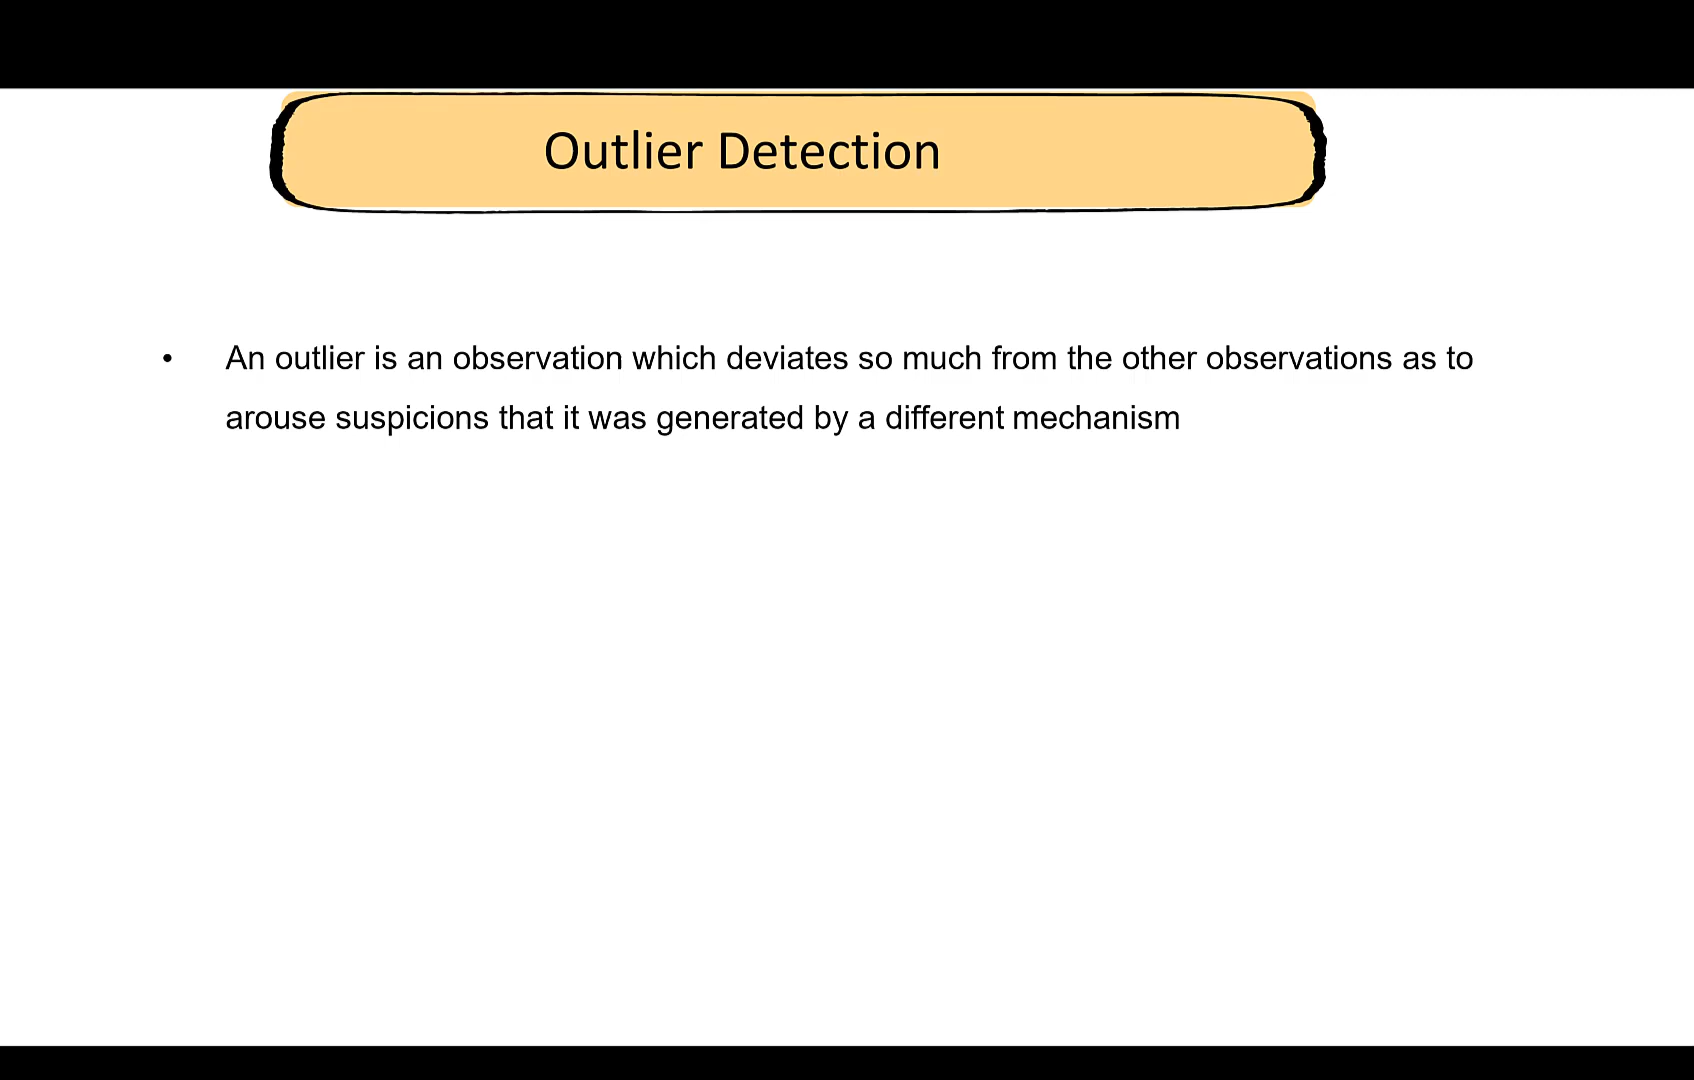 Outlier Detection
• An outlier is an observation which deviates so much from the other observations as to
arouse suspicions that it was generated by a different mechanism